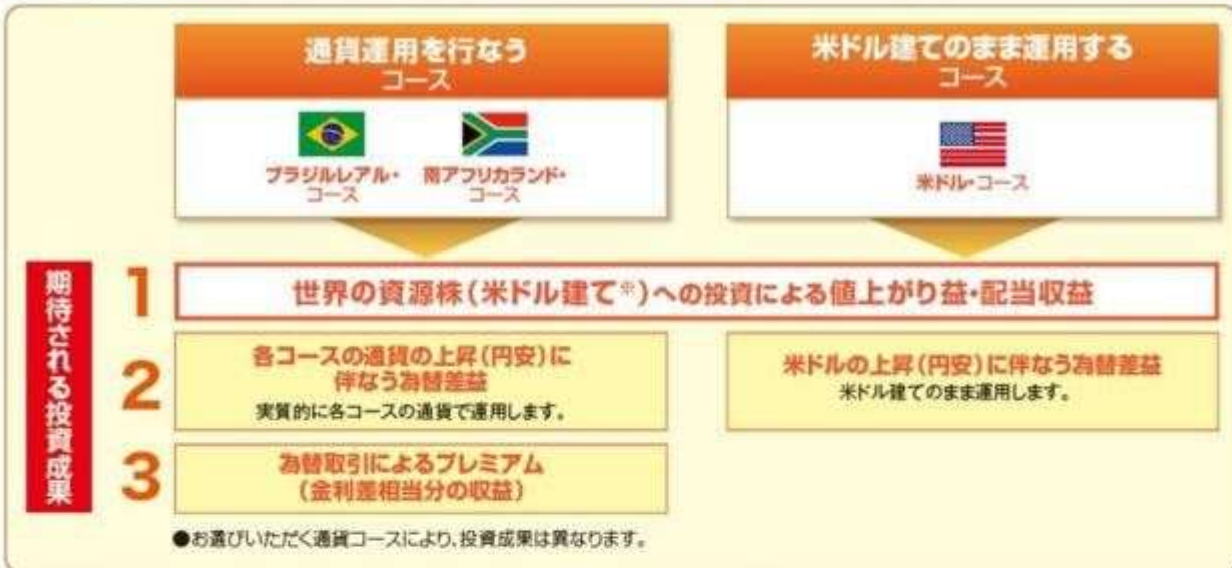 通貨運用を行なう
コース
米ドル建てのまま運用する
コース
ブラジルレアル・
コース
南アフリカランド・
コース
米ドル・コース
期待される投資成果
1
世界の資源株(米ドル建て※)への投資による値上がり益・配当収益
2
各コースの通貨の上昇(円安)に
伴なう為替差益
実質的に各コースの通貨で運用します。
米ドルの上昇(円安)に伴なう為替差益
米ドル建てのまま運用します。
3
為替取引によるプレミアム
(金利差相当分の収益)
●お選びいただく通貨コースにより、投資成果は異なります。